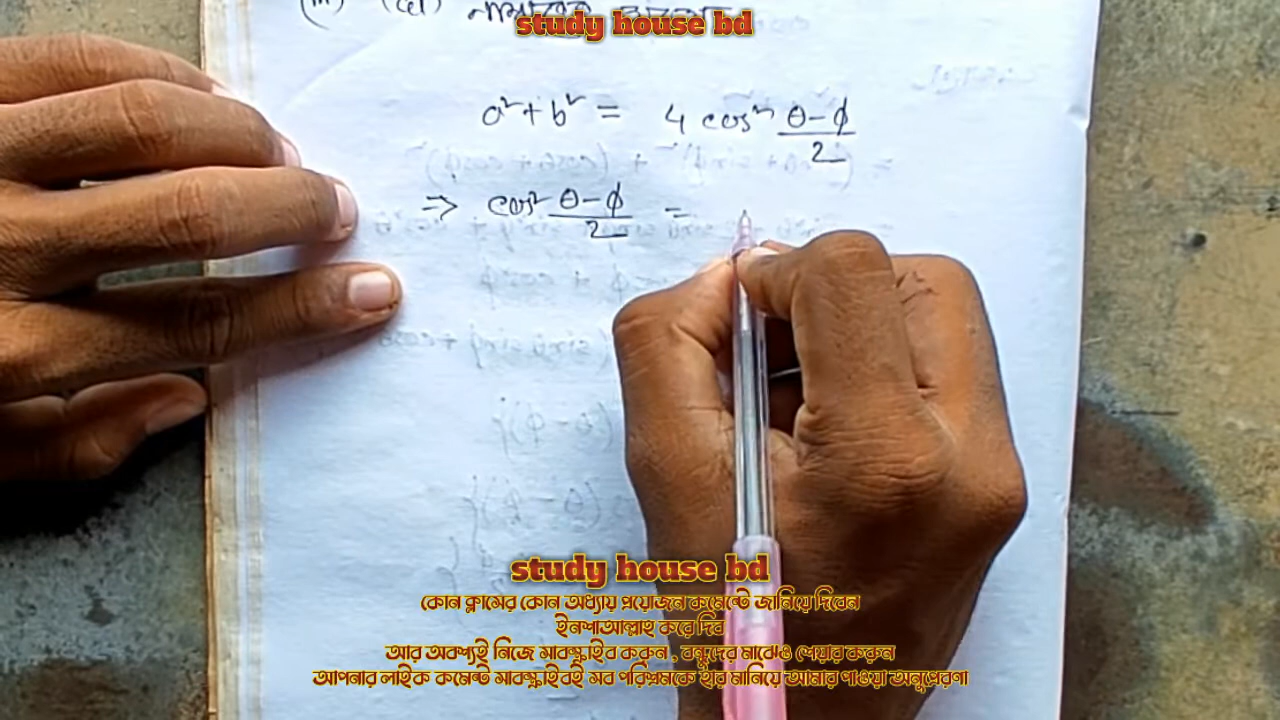 (iii) (
study house bd
a² + b² = 4 cos² θ-ϕ/2
⇒ cos² θ-ϕ/2 =
study house bd
কোন ক্লাসের কোন অধ্যায় প্রয়োজন কমেন্টে জানিয়ে দিবেন
ইনশাআল্লাহ করে দিব
আর অবশ্যই নিজে সাবস্ক্রাইব করুন , বন্ধুদের মাঝেও শেয়ার করুন
আপনার লাইক কমেন্ট সাবস্ক্রাইবই সব পরিশ্রমকে হার মানিয়ে আমার পাওয়া অনুপ্রেরণা